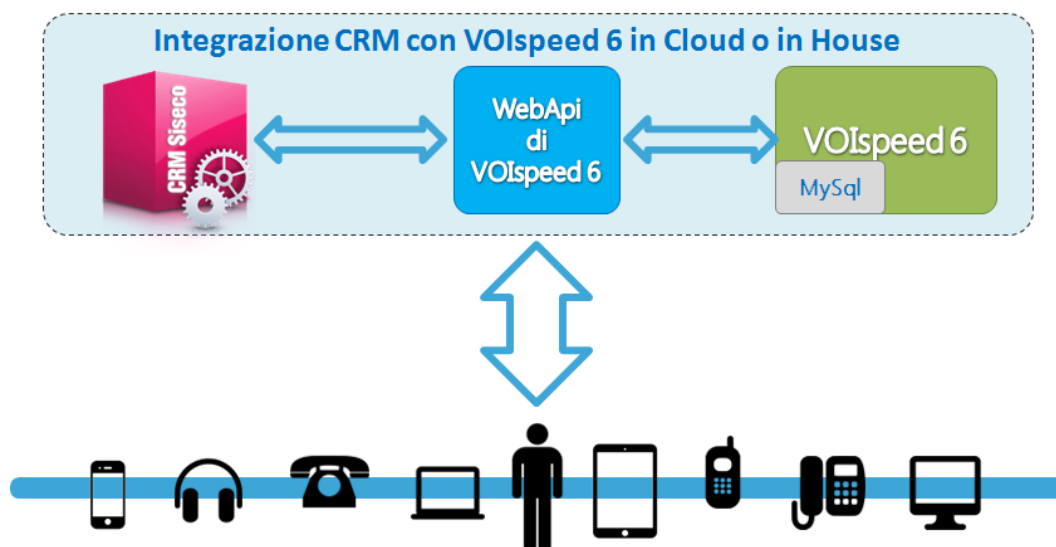 Integrazione CRM con VOIspeed 6 in Cloud o in House
CRM Siseco
WebApi
di
VOIspeed 6
VOIspeed 6
MySql